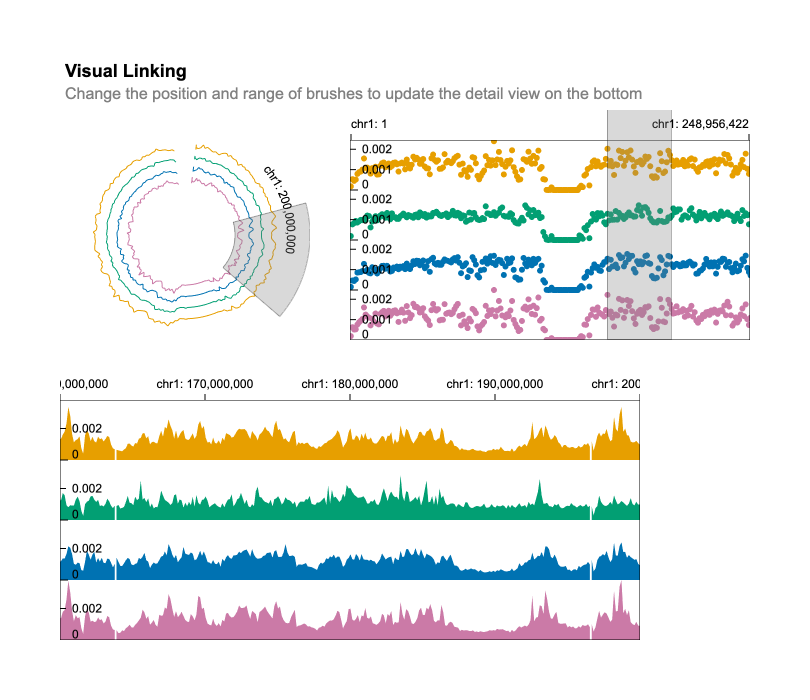 Visual Linking
Change the position and range of brushes to update the detail view on the bottom
chr1: 200,000,000
chr1: 1
chr1: 248,956,422
0.002
0.001
0
0.002
0.001
0
0.002
0.001
0
0.002
0.001
0
0,000,000
chr1: 170,000,000
chr1: 180,000,000
chr1: 190,000,000
chr1: 200
0.002
0
0.002
0
0.002
0
0.002
0